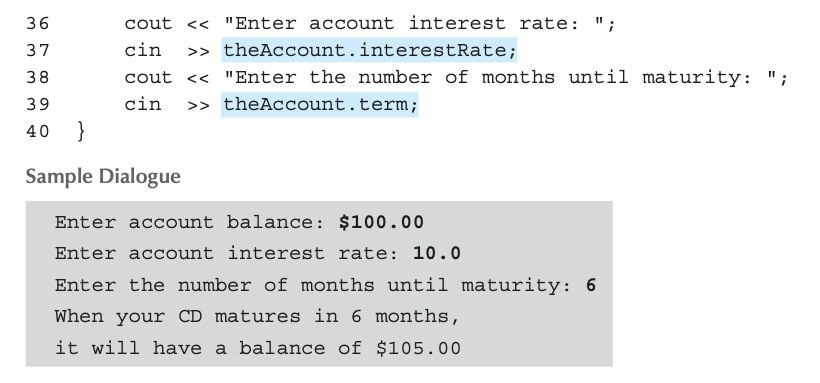 36 cout << "Enter account interest rate: ";
37 cin >> theAccount.interestRate;
38 cout << "Enter the number of months until maturity: ";
39 cin >> theAccount.term;
40 }
Sample Dialogue
Enter account balance: $100.00
Enter account interest rate: 10.0
Enter the number of months until maturity: 6
When your CD matures in 6 months,
it will have a balance of $105.00